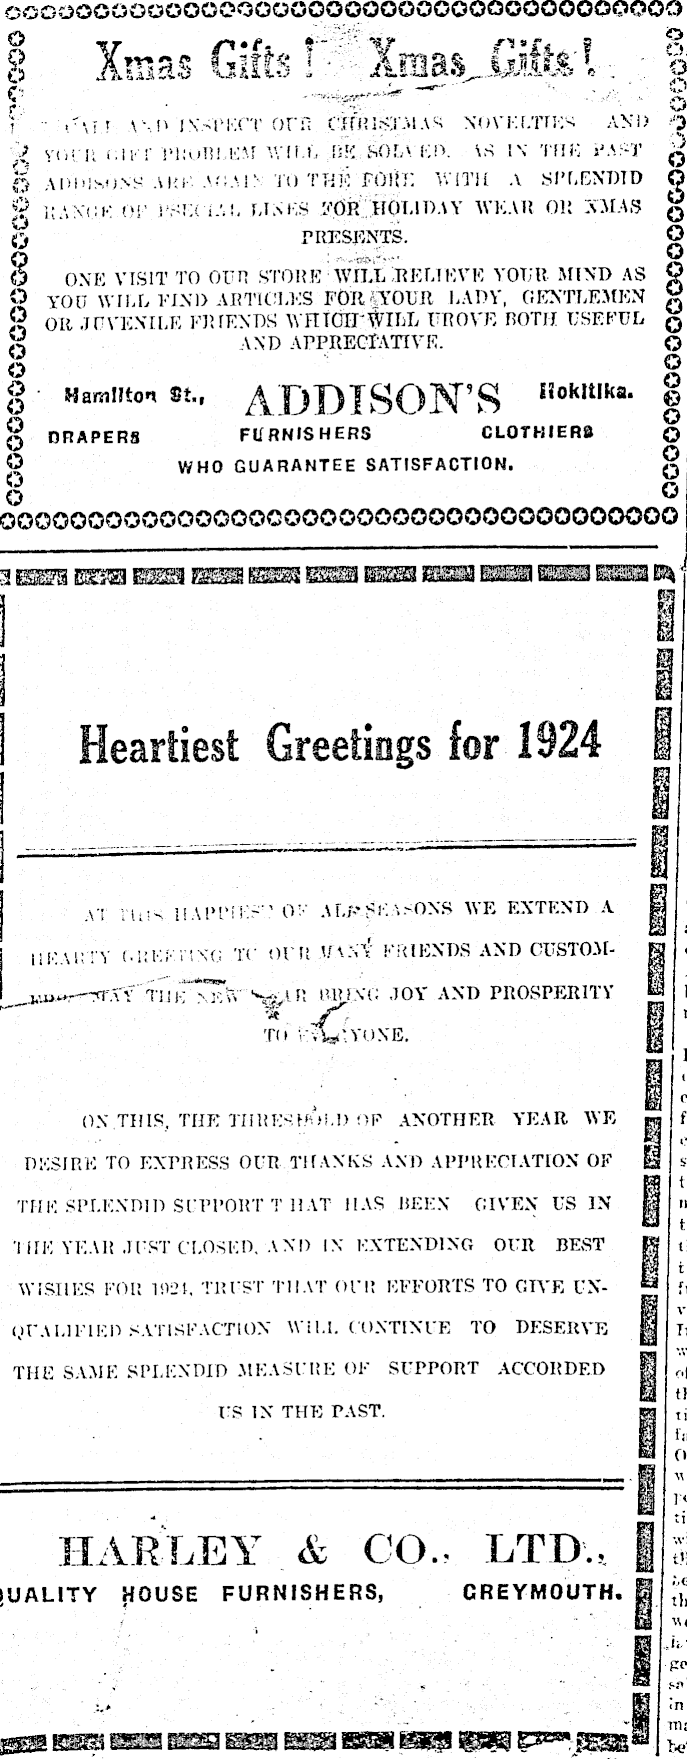 Xmas Gifts! Xmas Gifts!
CALL AND INSPECT OUR CHRISTMAS NOVELTIES AND
YOUR GIFT PROBLEM WILL BE SOLVED. AS IN THE PAST
ADDISONS ARE AGAIN TO THE FORE WITH A SPLENDID
RANGE OF PSECIAL LINES FOR HOLIDAY WEAR OR XMAS
PRESENTS.
ONE VISIT TO OUR STORE WILL RELIEVE YOUR MIND AS
YOU WILL FIND ARTICLES FOR YOUR LADY, GENTLEMEN
OR JUVENILE FRIENDS WHICH WILL UROVE BOTH USEFUL
AND APPRECIATIVE.
Hamilton St., ADDISON'S Hokitika.
DRAPERS FURNISHERS CLOTHIERS
WHO GUARANTEE SATISFACTION.
Heartiest Greetings for 1924
AT THIS HAPPIEST OF ALL SEASONS WE EXTEND A
HEARTY GREETING TO OUR MANY FRIENDS AND CUSTOM-
MAY THE NEW YEAR BRING JOY AND PROSPERITY
TO EVERYONE.
ON THIS, THE THRESHOLD OF ANOTHER YEAR WE
DESIRE TO EXPRESS OUR THANKS AND APPRECIATION OF
THE SPLENDID SUPPORT T HAT HAS BEEN GIVEN US IN
THE YEAR JUST CLOSED, AND IN EXTENDING OUR BEST
WISHES FOR 1924, TRUST THAT OUR EFFORTS TO GIVE UN-
QUALIFIED SATISFACTION WILL CONTINUE TO DESERVE
THE SAME SPLENDID MEASURE OF SUPPORT ACCORDED
US IN THE PAST.
HARLEY & CO., LTD.,
QUALITY HOUSE FURNISHERS, GREYMOUTH.